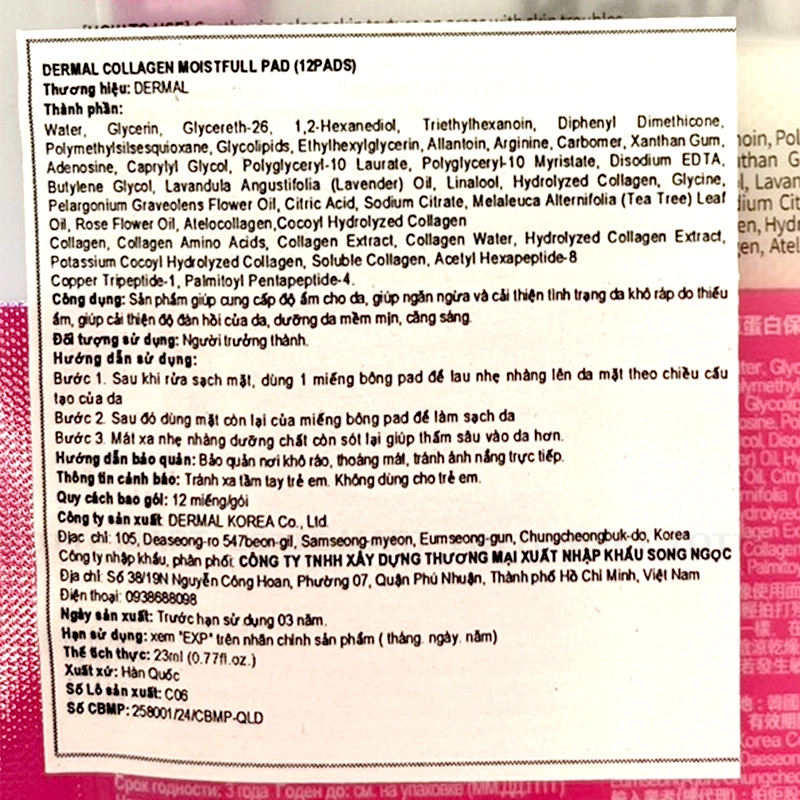 DERMAL COLLAGEN MOISTFULL PAD (12PADS)
Thương hiệu: DERMAL
Thành phần:
Water, Glycerin, Glycereth-26, 1,2-Hexanediol, Triethylhexanoin, Diphenyl Dimethicone,
Polymethylsilsesquioxane, Glycolipids, Ethylhexylglycerin, Allantoin, Arginine, Carbomer, Xanthan Gum,
Adenosine, Caprylyl Glycol, Polyglyceryl-10 Laurate, Polyglyceryl-10 Myristate, Disodium EDTA,
Butylene Glycol, Lavandula Angustifolia (Lavender) Oil, Linalool, Hydrolyzed Collagen, Glycine,
Pelargonium Graveolens Flower Oil, Citric Acid, Sodium Citrate, Melaleuca Alternifolia (Tea Tree) Leaf
Oil, Rose Flower Oil, Atelocollagen,Cocoyl Hydrolyzed Collagen
Collagen, Collagen Amino Acids, Collagen Extract, Collagen Water, Hydrolyzed Collagen Extract,
Potassium Cocoyl Hydrolyzed Collagen, Soluble Collagen, Acetyl Hexapeptide-8
Copper Tripeptide-1, Palmitoyl Pentapeptide-4.
Công dụng: Sản phẩm giúp cung cấp độ ẩm cho da, giúp ngăn ngừa và cải thiện tình trạng da khô ráp do thiếu
ẩm, giúp cải thiện độ đàn hồi của da, dưỡng da mềm mịn, căng sáng.
Đối tượng sử dụng: Người trưởng thành.
Hướng dẫn sử dụng:
Bước 1. Sau khi rửa sạch mặt, dùng 1 miếng bông pad để lau nhẹ nhàng lên da mặt theo chiều cấu
tạo của da
Bước 2. Sau đó dùng mặt còn lại của miếng bông pad để làm sạch da
Bước 3. Mát xa nhẹ nhàng dưỡng chất còn sót lại giúp thấm sâu vào da hơn.
Hướng dẫn bảo quản: Bảo quản nơi khô ráo, thoáng mát, tránh ánh nắng trực tiếp.
Thông tin cảnh báo: Tránh xa tầm tay trẻ em. Không dùng cho trẻ em.
Quy cách bao gói: 12 miếng/gói
Công ty sản xuất: DERMAL KOREA Co., Ltd.
Địac chỉ: 105, Deaseong-ro 547beon-gil, Samseong-myeon, Eumseong-gun, Chungcheongbuk-do, Korea
Công ty nhập khẩu, phân phối: CÔNG TY TNHH XÂY DỰNG THƯƠNG MẠI XUẤT NHẬP KHẨU SONG NGỌC
Địa chỉ: Số 38/19N Nguyễn Công Hoan, Phường 07, Quận Phú Nhuận, Thành phố Hồ Chí Minh, Việt Nam
Điện thoại: 0938688098
Ngày sản xuất: Trước hạn sử dụng 03 năm.
Hạn sử dụng: xem "EXP" trên nhãn chính sản phẩm ( tháng. ngày. năm)
Thể tích thực: 23ml (0.77fl.oz.)
Xuất xứ: Hàn Quốc
Số Lô sản xuất: C06
Số CBMP: 258001/24/CBMP-QLD
Срок годности: 3 года. Годен до: см. на упаковке (ММ.ДД.ГГГГ)